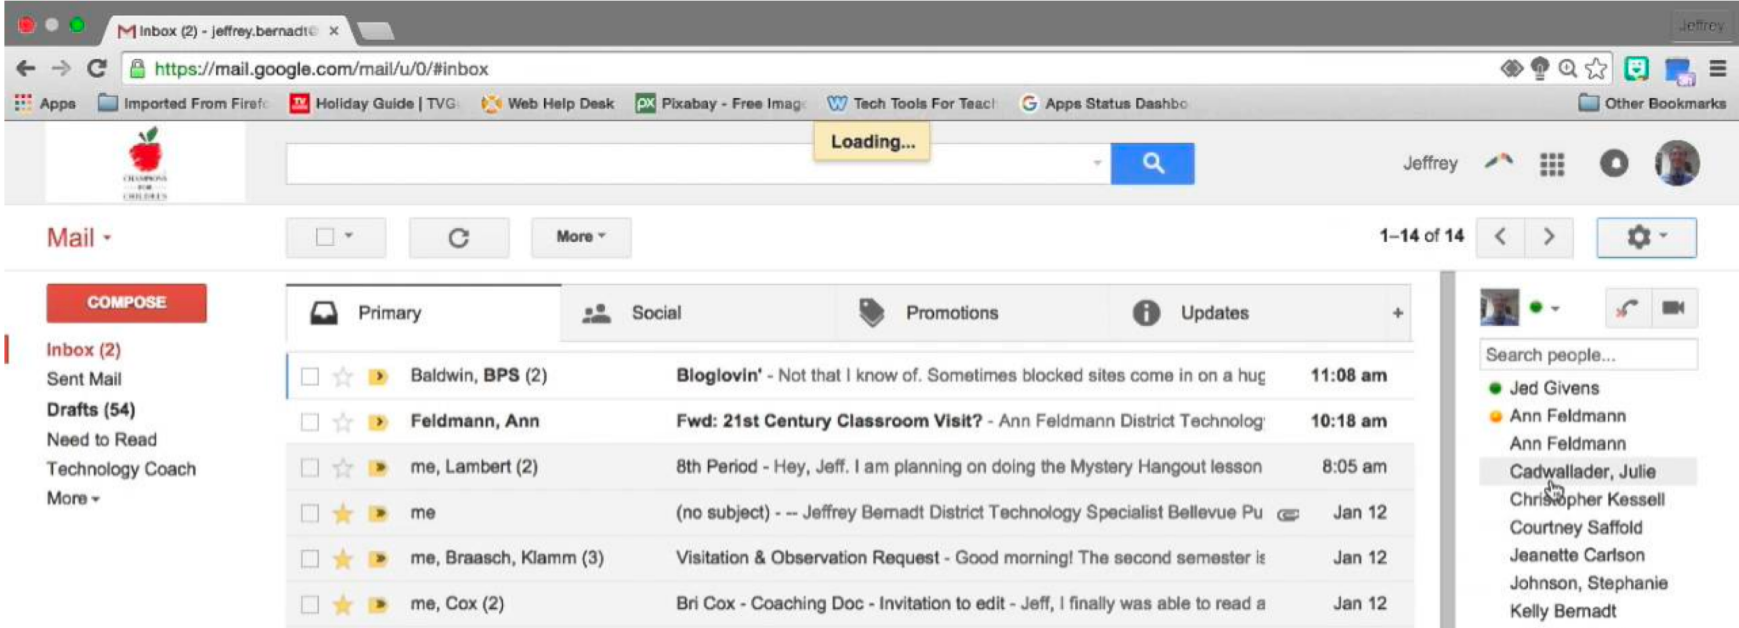 Inbox (2) - jeffrey.bernadt@ ×
Jeffrey
https://mail.google.com/mail/u/0/#inbox
Apps Imported From Firefo TV Holiday Guide | TVG Web Help Desk px Pixabay - Free Image W Tech Tools For Teach G Apps Status Dashbo Other Bookmarks
Loading...
CHAMPIONS
FOR
CHILDREN
Jeffrey
Mail
More
1–14 of 14
COMPOSE
Inbox (2)
Sent Mail
Drafts (54)
Need to Read
Technology Coach
More
Primary Social Promotions Updates +
Baldwin, BPS (2) Bloglovin' - Not that I know of. Sometimes blocked sites come in on a hug 11:08 am
Feldmann, Ann Fwd: 21st Century Classroom Visit? - Ann Feldmann District Technolog 10:18 am
me, Lambert (2) 8th Period - Hey, Jeff. I am planning on doing the Mystery Hangout lesson 8:05 am
me (no subject) - -- Jeffrey Bernadt District Technology Specialist Bellevue Pu Jan 12
me, Braasch, Klamm (3) Visitation & Observation Request - Good morning! The second semester is Jan 12
me, Cox (2) Bri Cox - Coaching Doc - Invitation to edit - Jeff, I finally was able to read a Jan 12
Search people...
Jed Givens
Ann Feldmann
Ann Feldmann
Cadwallader, Julie
Christopher Kessell
Courtney Saffold
Jeanette Carlson
Johnson, Stephanie
Kelly Bernadt